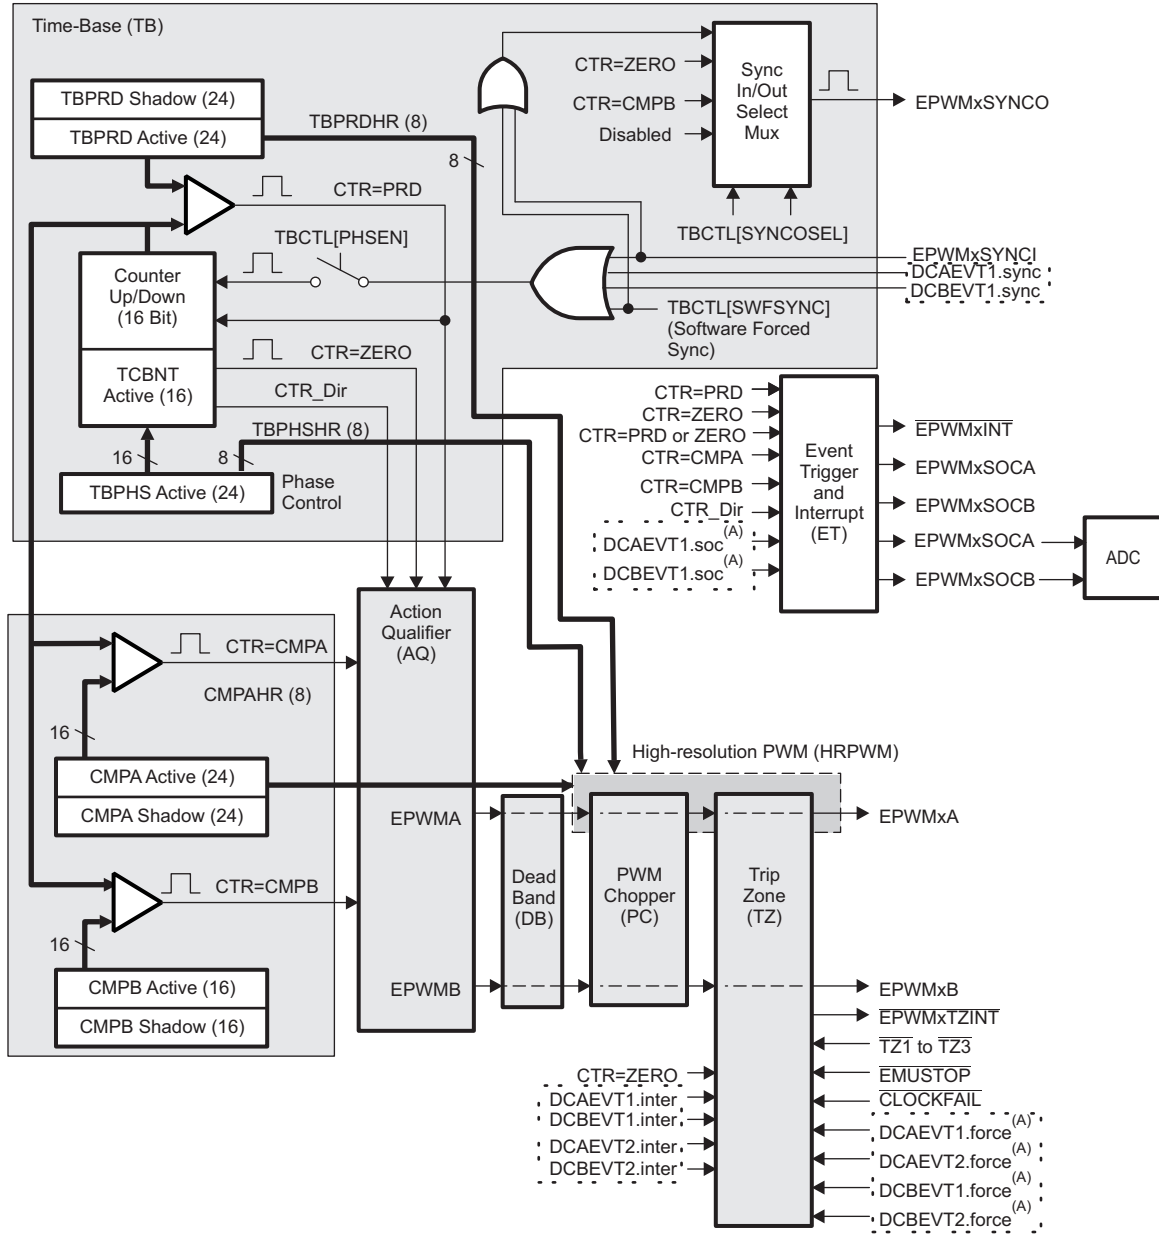 Time-Base (TB)
TBPRD Shadow (24)
TBPRD Active (24)
TBPRDHR (8)
8
CTR=PRD
TBCTL[PHSEN]
Counter
Up/Down
(16 Bit)
TCBNT
Active (16)
CTR=ZERO
CTR_Dir
TBPHSHR (8)
16
8
TBPHS Active (24)
Phase
Control
CTR=ZERO
CTR=CMPB
Disabled
Sync
In/Out
Select
Mux
EPWMxSYNCO
TBCTL[SYNCOSEL]
EPWMxSYNCI
DCAEVT1.sync
DCBEVT1.sync
TBCTL[SWFSYNC]
(Software Forced
Sync)
CTR=PRD
CTR=ZERO
CTR=PRD or ZERO
CTR=CMPA
CTR=CMPB
CTR_Dir
DCAEVT1.soc(A)
DCBEVT1.soc(A)
Event
Trigger
and
Interrupt
(ET)
EPWMxINT
EPWMxSOCA
EPWMxSOCB
EPWMxSOCA
EPWMxSOCB
ADC
Action
Qualifier
(AQ)
CTR=CMPA
CMPAHR (8)
16
CMPA Active (24)
CMPA Shadow (24)
CTR=CMPB
16
CMPB Active (16)
CMPB Shadow (16)
EPWMA
EPWMB
High-resolution PWM (HRPWM)
Dead
Band
(DB)
PWM
Chopper
(PC)
Trip
Zone
(TZ)
EPWMxA
EPWMxB
EPWMxTZINT
TZ1 to TZ3
EMUSTOP
CLOCKFAIL
DCAEVT1.force(A)
DCAEVT2.force(A)
DCBEVT1.force(A)
DCBEVT2.force(A)
CTR=ZERO
DCAEVT1.inter
DCBEVT1.inter
DCAEVT2.inter
DCBEVT2.inter